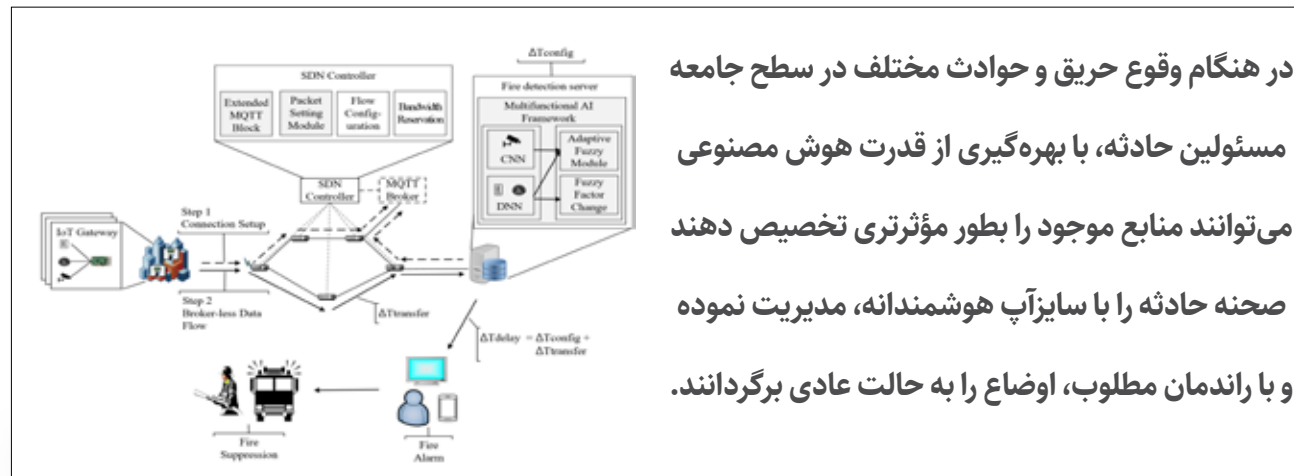 در هنگام وقوع حریق و حوادث مختلف در سطح جامعه
مسئولین حادثه، با بهره‌گیری از قدرت هوش مصنوعی
می‌توانند منابع موجود را بطور مؤثرتری تخصیص دهند
صحنه حادثه را با سایزآپ هوشمندانه، مدیریت نموده
و با راندمان مطلوب، اوضاع را به حالت عادی برگردانند.
SDN Controller
Extended
MQTT
Block
Packet
Setting
Module
Flow
Config-
uration
Bandwidth
Reservation
ΔTconfig
Fire detection server
Multifunctional AI
Framework
CNN
DNN
Adaptive
Fuzzy
Module
Fuzzy
Factor
Change
SDN
Controller
MQTT
Broker
IoT Gateway
Step 1
Connection Setup
Step 2
Broker-less Data
Flow
ΔTtransfer
ΔTdelay = ΔTconfig +
ΔTtransfer
Fire
Suppression
Fire
Alarm